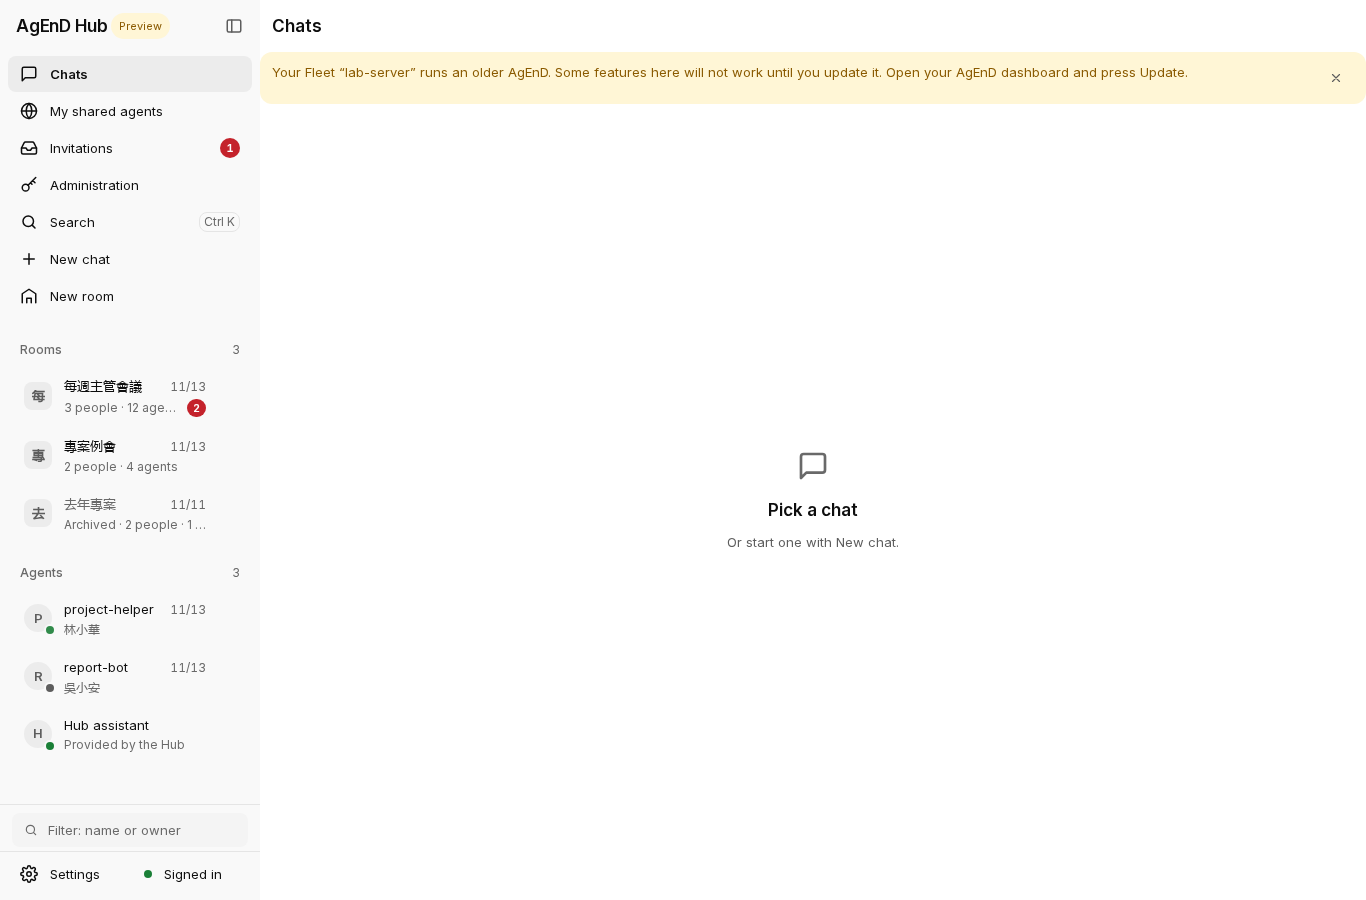 AgEnD Hub Preview
Chats
My shared agents
Invitations 1
Administration
Search Ctrl K
New chat
New room
Rooms 3
每 每週主管會議 11/13
3 people · 12 age… 2
專 專案例會 11/13
2 people · 4 agents
去 去年專案 11/11
Archived · 2 people · 1 …
Agents 3
P project-helper 11/13
林小華
R report-bot 11/13
吳小安
H Hub assistant
Provided by the Hub
Filter: name or owner
Settings Signed in
Chats
Your Fleet “lab-server” runs an older AgEnD. Some features here will not work until you update it. Open your AgEnD dashboard and press Update.
Pick a chat
Or start one with New chat.